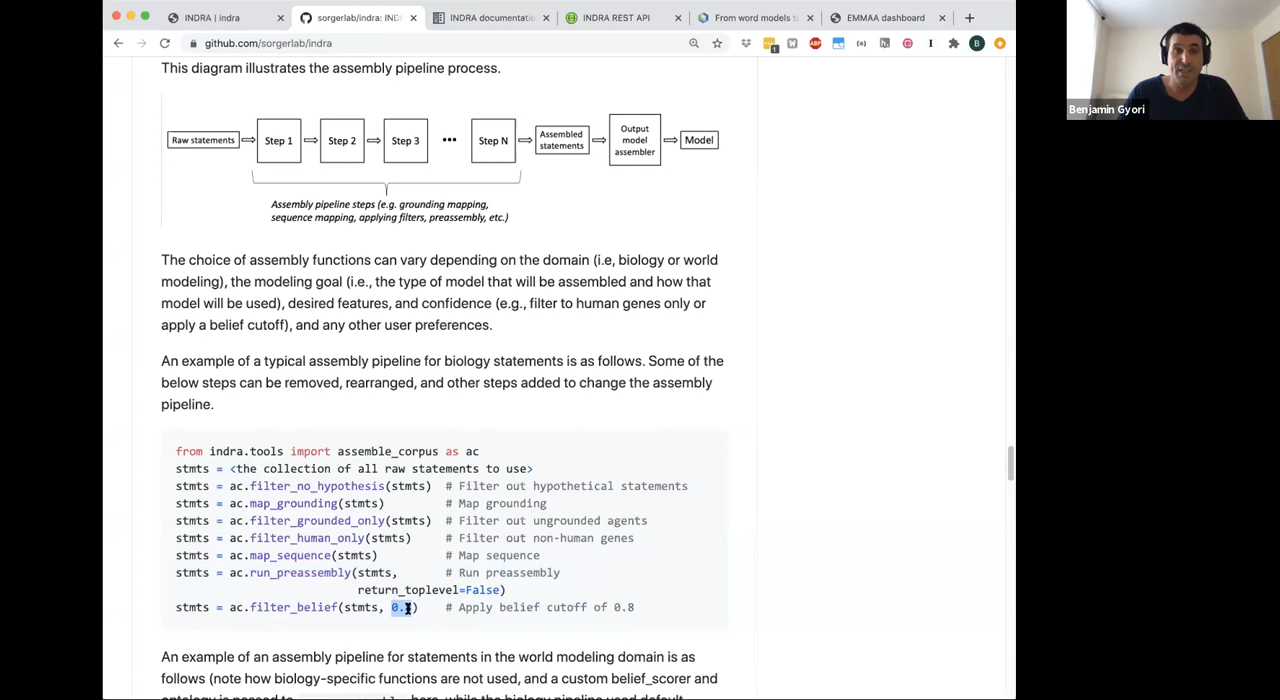 INDRA | indra
sorgerlab/indra: IND
INDRA documentatio
INDRA REST API
From word models t
EMMAA dashboard
github.com/sorgerlab/indra
This diagram illustrates the assembly pipeline process.
Raw statements
Step 1
Step 2
Step 3
•••
Step N
Assembled
statements
Output
model
assembler
Model
Assembly pipeline steps (e.g. grounding mapping,
sequence mapping, applying filters, preassembly, etc.)
The choice of assembly functions can vary depending on the domain (i.e, biology or world
modeling), the modeling goal (i.e., the type of model that will be assembled and how that
model will be used), desired features, and confidence (e.g., filter to human genes only or
apply a belief cutoff), and any other user preferences.
An example of a typical assembly pipeline for biology statements is as follows. Some of the
below steps can be removed, rearranged, and other steps added to change the assembly
pipeline.
from indra.tools import assemble_corpus as ac
stmts = <the collection of all raw statements to use>
stmts = ac.filter_no_hypothesis(stmts) # Filter out hypothetical statements
stmts = ac.map_grounding(stmts) # Map grounding
stmts = ac.filter_grounded_only(stmts) # Filter out ungrounded agents
stmts = ac.filter_human_only(stmts) # Filter out non-human genes
stmts = ac.map_sequence(stmts) # Map sequence
stmts = ac.run_preassembly(stmts, # Run preassembly
return_toplevel=False)
stmts = ac.filter_belief(stmts, 0. ) # Apply belief cutoff of 0.8
An example of an assembly pipeline for statements in the world modeling domain is as
follows (note how biology-specific functions are not used, and a custom belief_scorer and
ontology is passed to here, while the biology pipeline used default
Benjamin Gyori